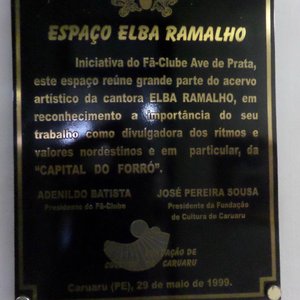 ESPAÇO ELBA RAMALHO
Iniciativa do Fã-Clube Ave de Prata,
este espaço reúne grande parte do acervo
artístico da cantora ELBA RAMALHO, em
reconhecimento a importância do seu
trabalho como divulgadora dos ritmos e
valores nordestinos e em particular, da
“CAPITAL DO FORRÓ”.
ADENILDO BATISTA JOSÉ PEREIRA SOUSA
Presidente do Fã-Clube Presidente da Fundação
de Cultura de Caruaru
CARUARU
Caruaru (PE), 29 de maio de 1999.